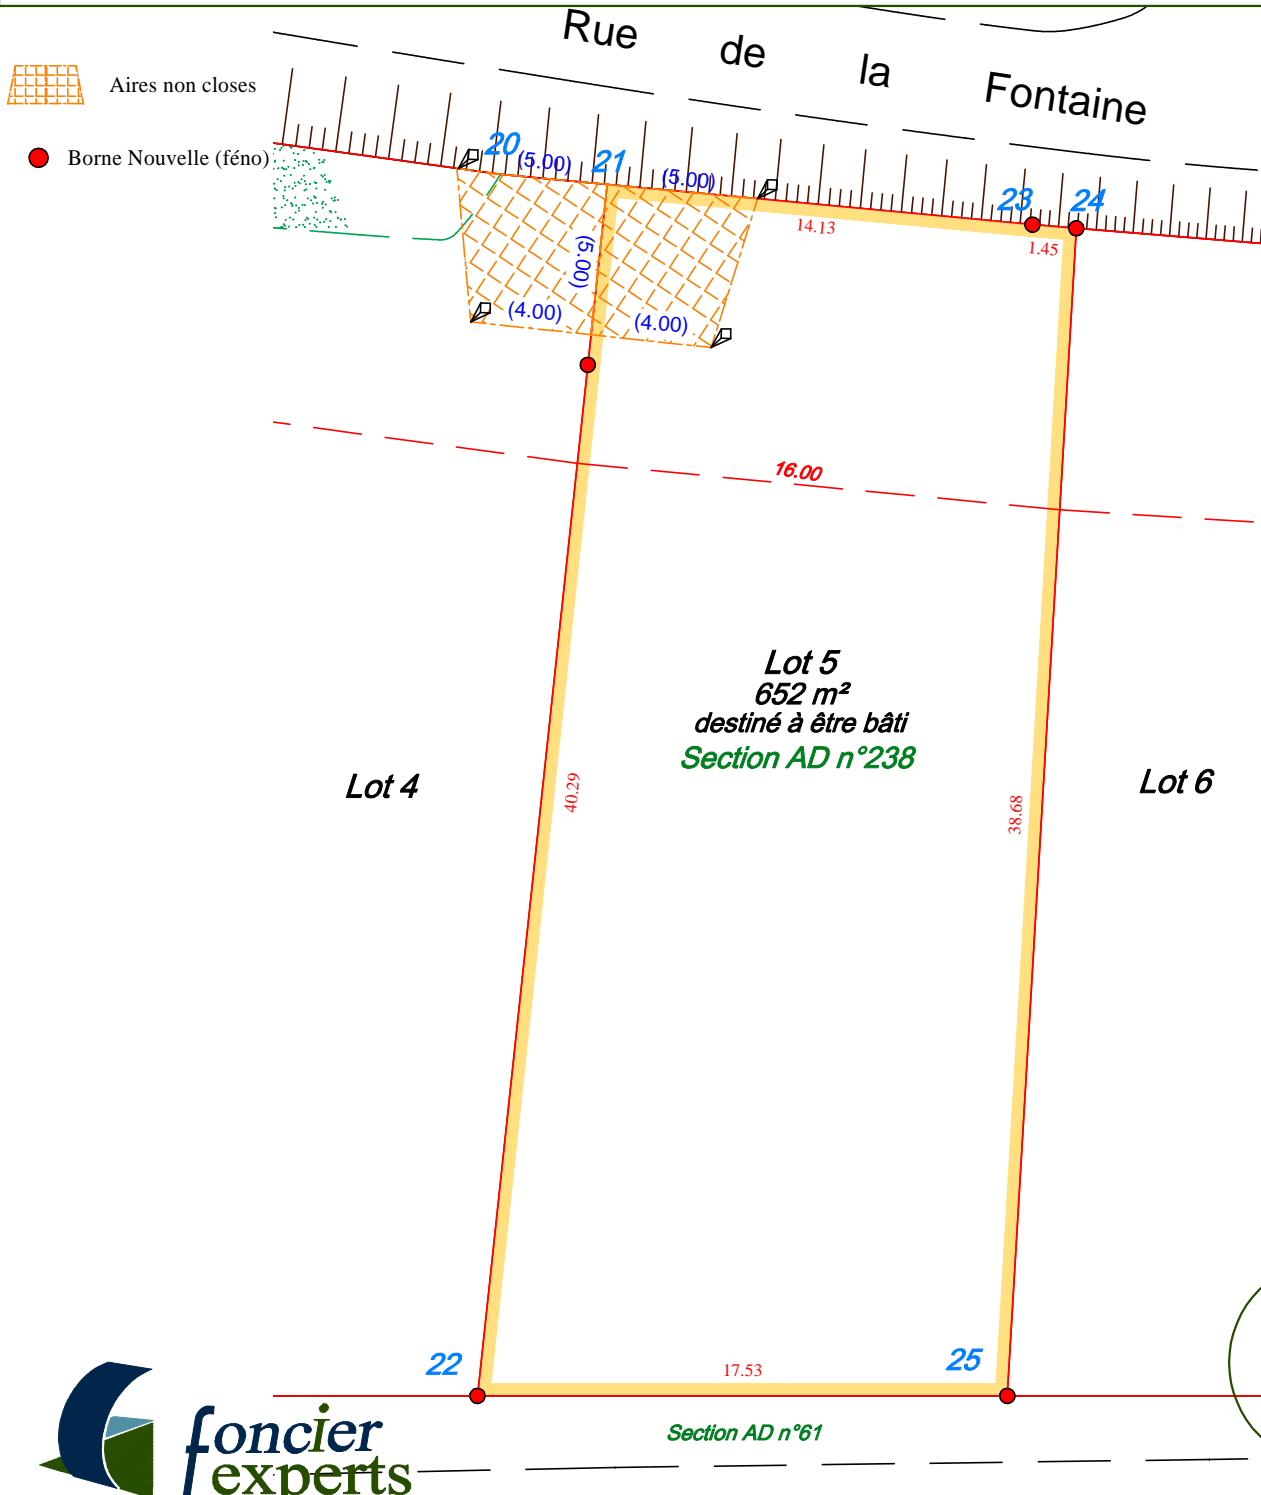 Rue de la Fontaine
Aires non closes
Borne Nouvelle (féno)
20
(5.00)
21
(5.00)
23
24
14.13
1.45
(5.00)
(4.00)
(4.00)
16.00
Lot 5
652 m²
destiné à être bâti
Section AD n°238
Lot 4
Lot 6
40.29
38.68
22
17.53
25
Section AD n°61
foncier
experts